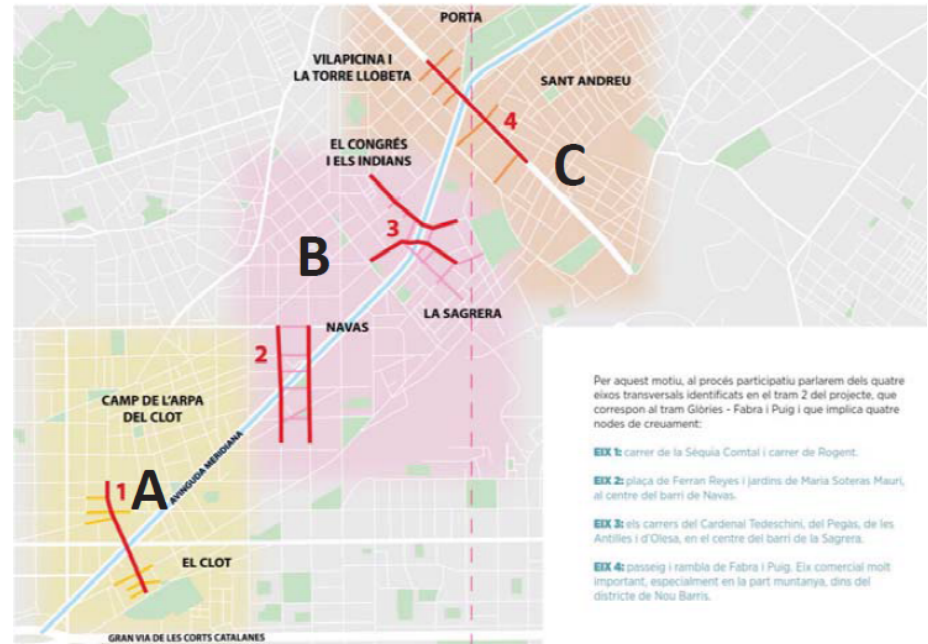 PORTA
VILAPICINA I
LA TORRE LLOBETA
SANT ANDREU
4
EL CONGRÉS
I ELS INDIANS
C
3
B
LA SAGRERA
NAVAS
2
CAMP DE L'ARPA
DEL CLOT
AVINGUDA MERIDIANA
1
A
EL CLOT
GRAN VIA DE LES CORTS CATALANES
Per aquest motiu, al procés participatiu parlarem dels quatre
eixos transversals identificats en el tram 2 del projecte, que
correspon al tram Glòries - Fabra i Puig i que implica quatre
nodes de creuament:
EIX 1: carrer de la Sèquia Comtal i carrer de Rogent.
EIX 2: plaça de Ferran Reyes i jardins de Maria Soteras Mauri,
al centre del barri de Navas.
EIX 3: els carrers del Cardenal Tedeschini, del Pegàs, de les
Antilles i d'Olesa, en el centre del barri de la Sagrera.
EIX 4: passeig i rambla de Fabra i Puig. Eix comercial molt
important, especialment en la part muntanya, dins del
districte de Nou Barris.